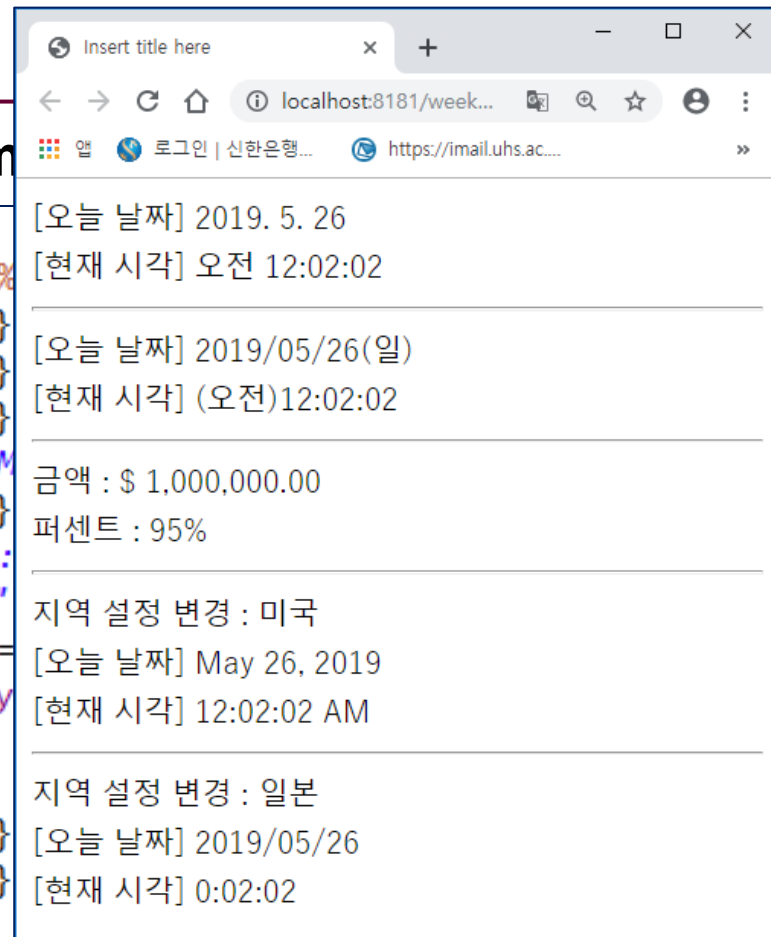 Insert title here
localhost:8181/week...
앱 로그인 | 신한은행... https://imail.uhs.ac.... »
[오늘 날짜] 2019. 5. 26
[현재 시각] 오전 12:02:02
[오늘 날짜] 2019/05/26(일)
[현재 시각] (오전)12:02:02
금액 : $ 1,000,000.00
퍼센트 : 95%
지역 설정 변경 : 미국
[오늘 날짜] May 26, 2019
[현재 시각] 12:02:02 AM
지역 설정 변경 : 일본
[오늘 날짜] 2019/05/26
[현재 시각] 0:02:02